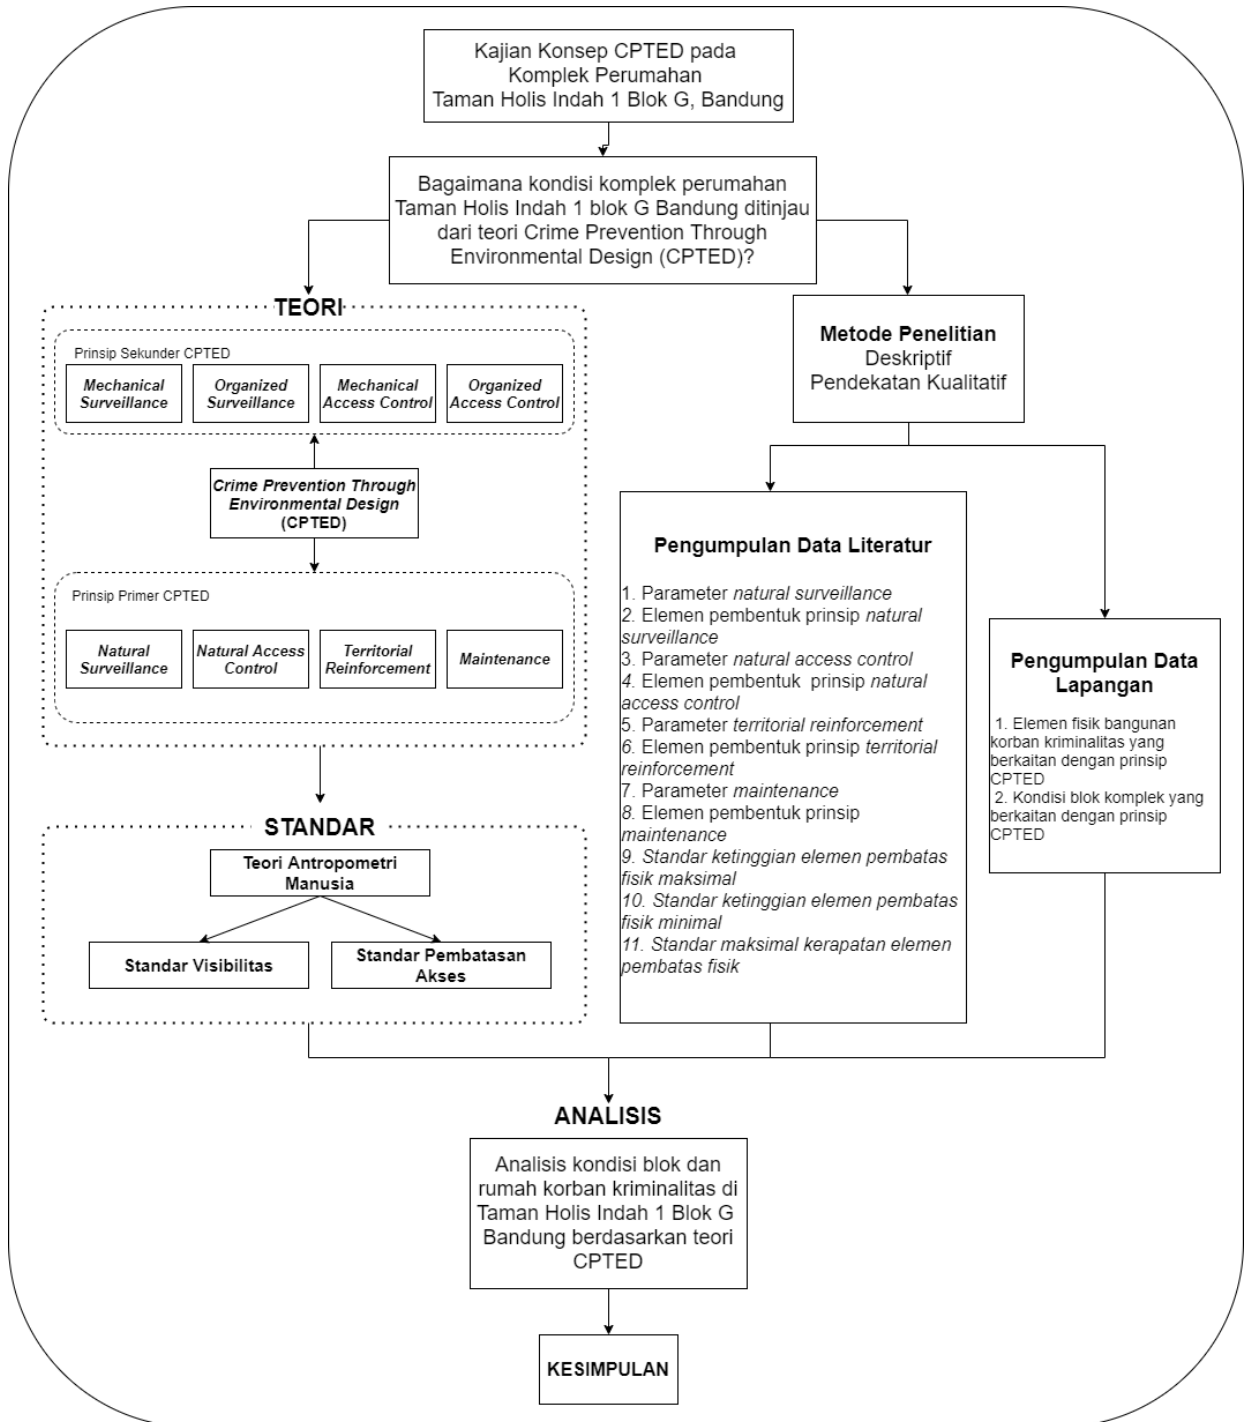 Kajian Konsep CPTED pada
Komplek Perumahan
Taman Holis Indah 1 Blok G, Bandung
Bagaimana kondisi komplek perumahan
Taman Holis Indah 1 blok G Bandung ditinjau
dari teori Crime Prevention Through
Environmental Design (CPTED)?
TEORI
Prinsip Sekunder CPTED
Mechanical
Surveillance
Organized
Surveillance
Mechanical
Access Control
Organized
Access Control
Crime Prevention Through
Environmental Design
(CPTED)
Prinsip Primer CPTED
Natural
Surveillance
Natural Access
Control
Territorial
Reinforcement
Maintenance
STANDAR
Teori Antropometri
Manusia
Standar Visibilitas
Standar Pembatasan
Akses
Metode Penelitian
Deskriptif
Pendekatan Kualitatif
Pengumpulan Data Literatur
1. Parameter natural surveillance
2. Elemen pembentuk prinsip natural
surveillance
3. Parameter natural access control
4. Elemen pembentuk prinsip natural
access control
5. Parameter territorial reinforcement
6. Elemen pembentuk prinsip territorial
reinforcement
7. Parameter maintenance
8. Elemen pembentuk prinsip
maintenance
9. Standar ketinggian elemen pembatas
fisik maksimal
10. Standar ketinggian elemen pembatas
fisik minimal
11. Standar maksimal kerapatan elemen
pembatas fisik
Pengumpulan Data
Lapangan
1. Elemen fisik bangunan
korban kriminalitas yang
berkaitan dengan prinsip
CPTED
2. Kondisi blok komplek yang
berkaitan dengan prinsip
CPTED
ANALISIS
Analisis kondisi blok dan
rumah korban kriminalitas di
Taman Holis Indah 1 Blok G
Bandung berdasarkan teori
CPTED
KESIMPULAN